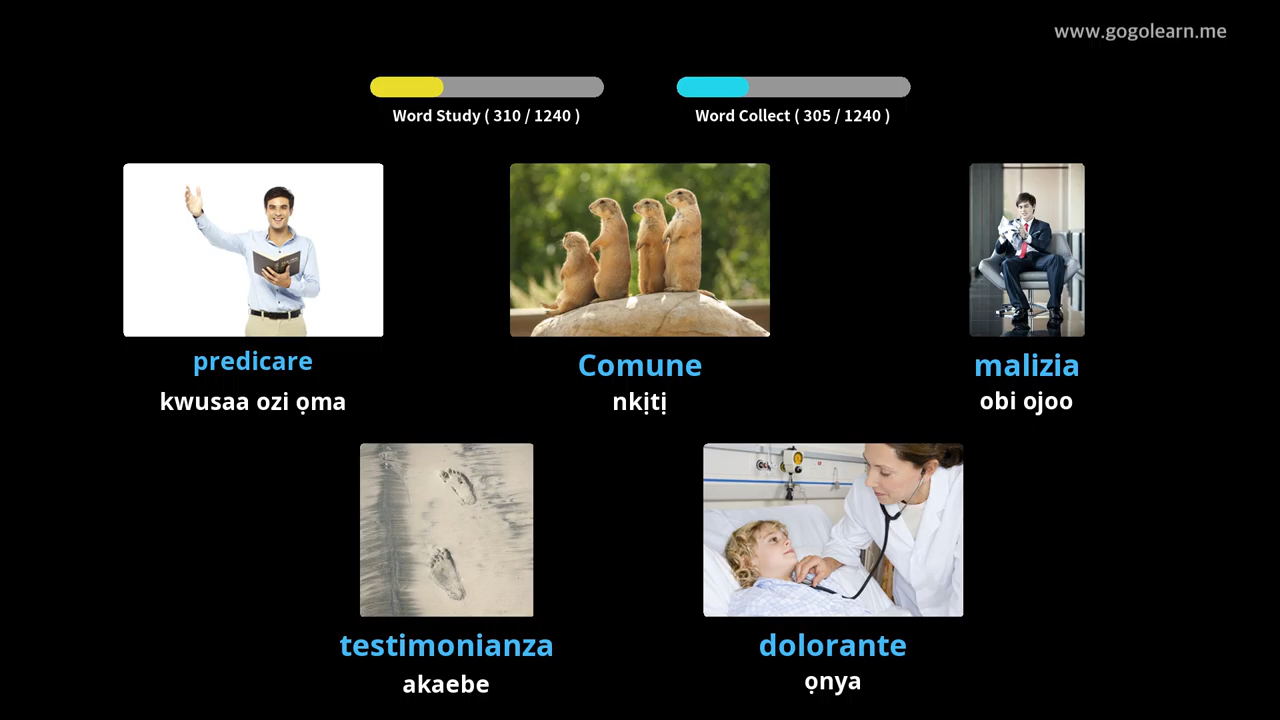 www.gogolearn.me
Word Study ( 310 / 1240 )
Word Collect ( 305 / 1240 )
predicare
kwusaa ozi ọma
Comune
nkịtị
malizia
obi ojoo
testimonianza
akaebe
dolorante
ọnya